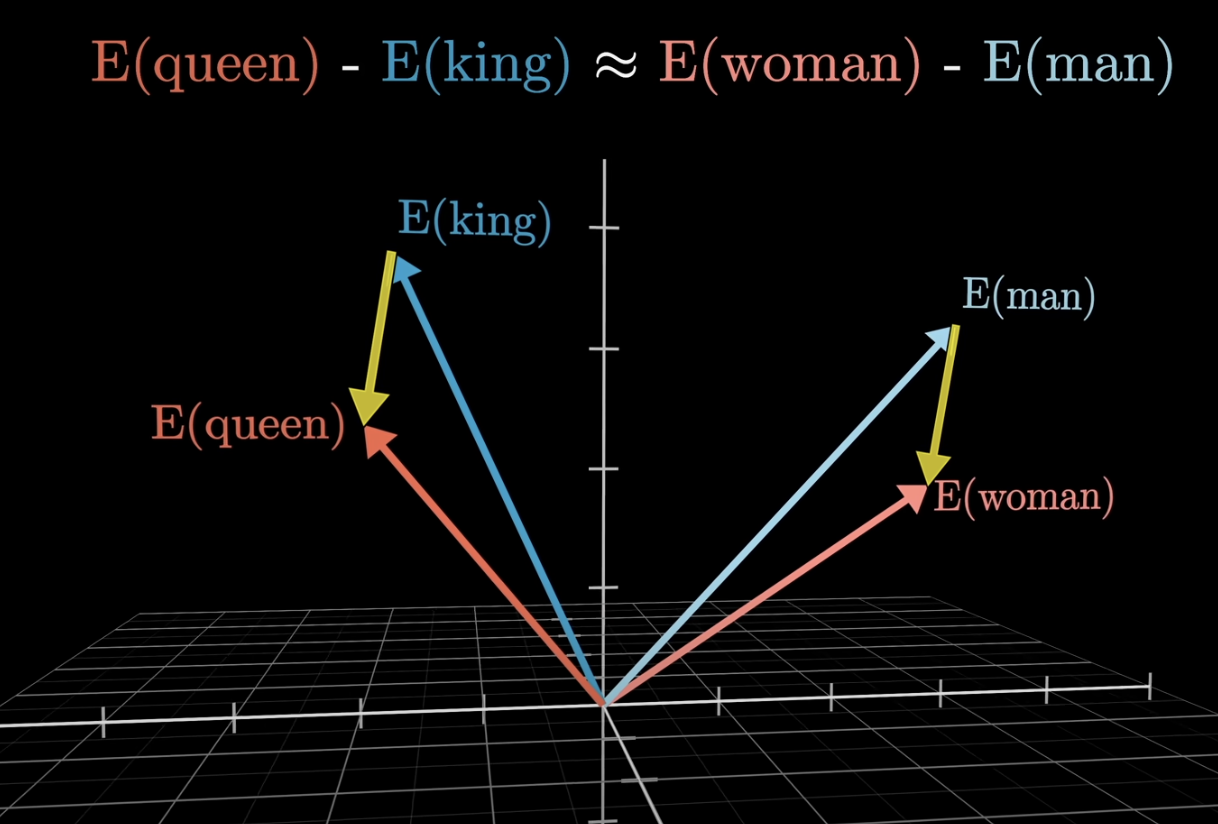 E(queen) - E(king) ≈ E(woman) - E(man)
E(king)
E(man)
E(queen)
E(woman)